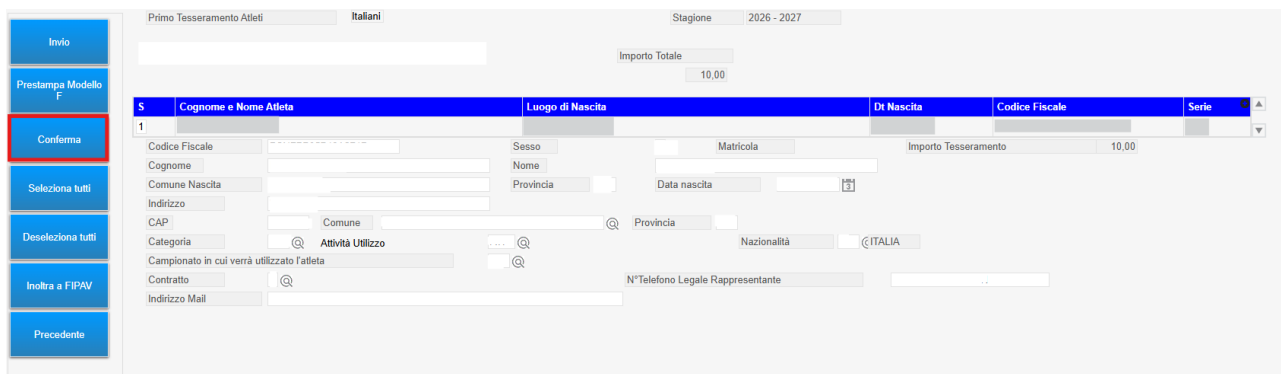 Primo Tesseramento Atleti Italiani Stagione 2026 - 2027
Invio
Importo Totale
10,00
Prestampa Modello
F
S Cognome e Nome Atleta Luogo di Nascita Dt Nascita Codice Fiscale Serie
1
Conferma
Codice Fiscale Sesso Matricola Importo Tesseramento 10,00
Cognome Nome
Comune Nascita Provincia Data nascita 3
Seleziona tutti
Indirizzo
CAP Comune Provincia
Deseleziona tutti
Categoria Attività Utilizzo Nazionalità ITALIA
Campionato in cui verrà utilizzato l'atleta
Contratto N°Telefono Legale Rappresentante
Inoltra a FIPAV
Indirizzo Mail
Precedente